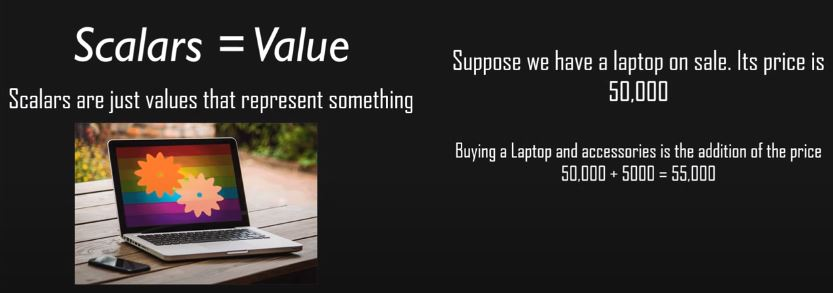 Scalars = Value
Scalars are just values that represent something
Suppose we have a laptop on sale. Its price is
50,000
Buying a Laptop and accessories is the addition of the price
50,000 + 5000 = 55,000